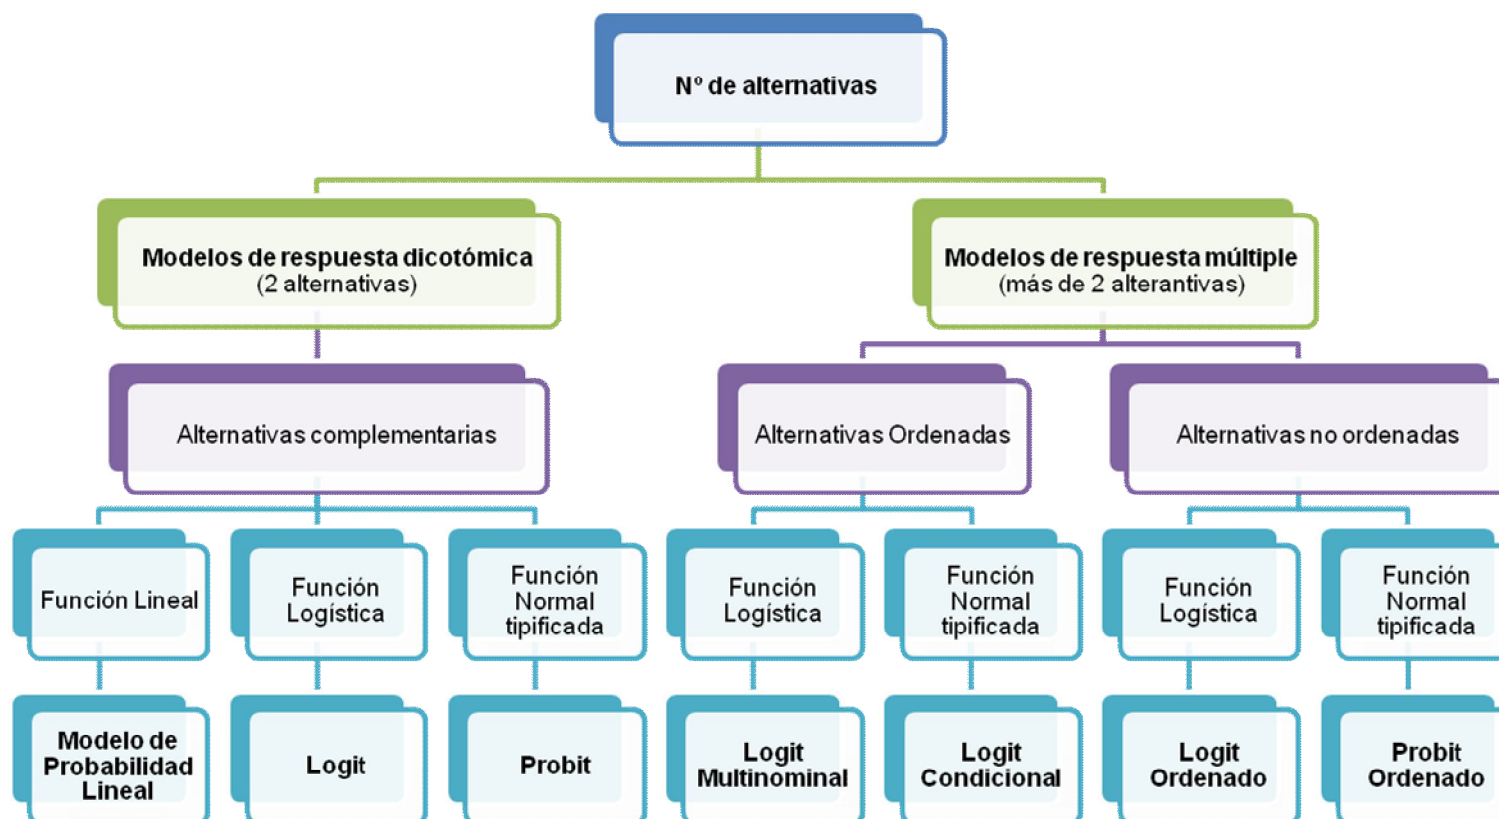 Nº de alternativas
Modelos de respuesta dicotómica
(2 alternativas)
Modelos de respuesta múltiple
(más de 2 alterantivas)
Alternativas complementarias
Alternativas Ordenadas
Alternativas no ordenadas
Función Lineal
Función
Logística
Función
Normal
tipificada
Función
Logística
Función
Normal
tipificada
Función
Logística
Función
Normal
tipificada
Modelo de
Probabilidad
Lineal
Logit
Probit
Logit
Multinominal
Logit
Condicional
Logit
Ordenado
Probit
Ordenado